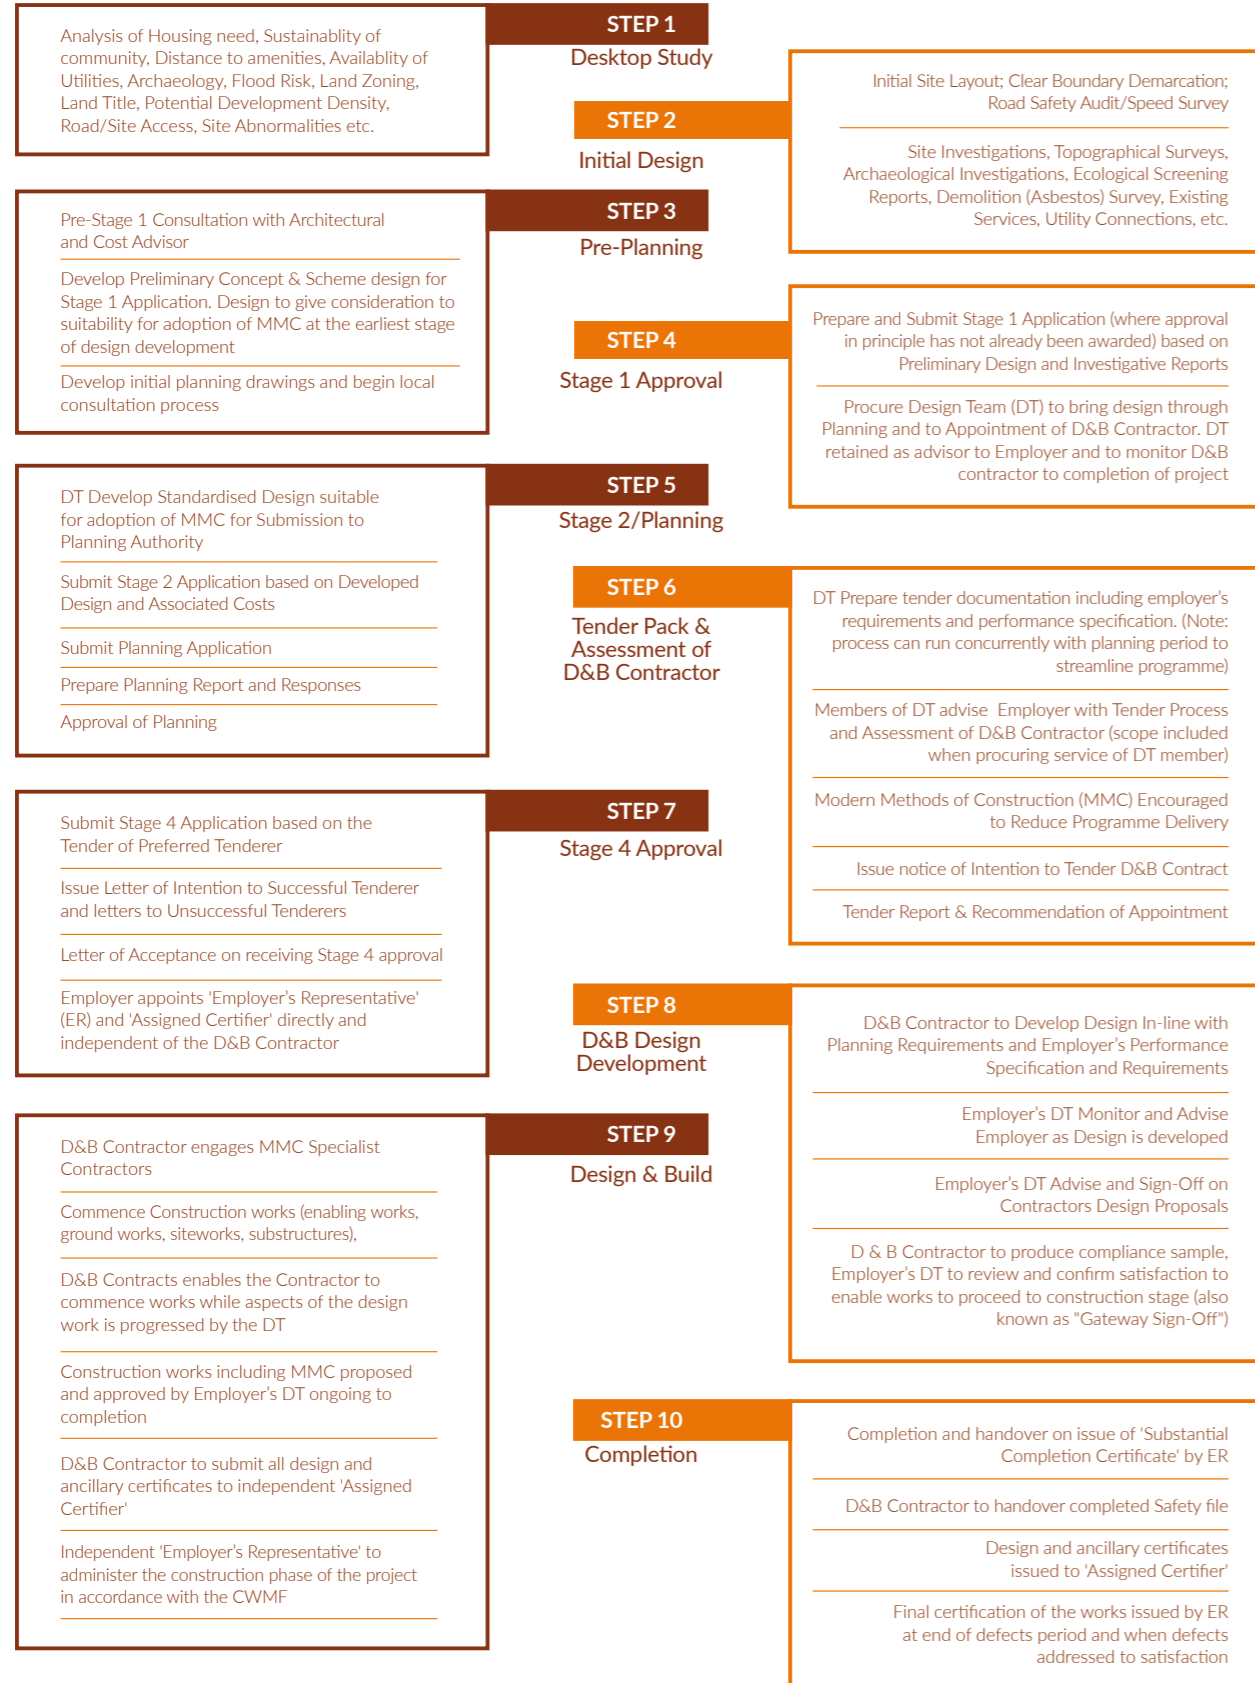 STEP 1
Desktop Study
Analysis of Housing need, Sustainablity of
community, Distance to amenities, Availablity of
Utilities, Archaeology, Flood Risk, Land Zoning,
Land Title, Potential Development Density,
Road/Site Access, Site Abnormalities etc.
STEP 2
Initial Design
Initial Site Layout; Clear Boundary Demarcation;
Road Safety Audit/Speed Survey
Site Investigations, Topographical Surveys,
Archaeological Investigations, Ecological Screening
Reports, Demolition (Asbestos) Survey, Existing
Services, Utility Connections, etc.
STEP 3
Pre-Planning
Pre-Stage 1 Consultation with Architectural
and Cost Advisor
Develop Preliminary Concept & Scheme design for
Stage 1 Application. Design to give consideration to
suitability for adoption of MMC at the earliest stage
of design development
Develop initial planning drawings and begin local
consultation process
STEP 4
Stage 1 Approval
Prepare and Submit Stage 1 Application (where approval
in principle has not already been awarded) based on
Preliminary Design and Investigative Reports
Procure Design Team (DT) to bring design through
Planning and to Appointment of D&B Contractor. DT
retained as advisor to Employer and to monitor D&B
contractor to completion of project
STEP 5
Stage 2/Planning
DT Develop Standardised Design suitable
for adoption of MMC for Submission to
Planning Authority
Submit Stage 2 Application based on Developed
Design and Associated Costs
Submit Planning Application
Prepare Planning Report and Responses
Approval of Planning
STEP 6
Tender Pack &
Assessment of
D&B Contractor
DT Prepare tender documentation including employer's
requirements and performance specification. (Note:
process can run concurrently with planning period to
streamline programme)
Members of DT advise Employer with Tender Process
and Assessment of D&B Contractor (scope included
when procuring service of DT member)
Modern Methods of Construction (MMC) Encouraged
to Reduce Programme Delivery
Issue notice of Intention to Tender D&B Contract
Tender Report & Recommendation of Appointment
STEP 7
Stage 4 Approval
Submit Stage 4 Application based on the
Tender of Preferred Tenderer
Issue Letter of Intention to Successful Tenderer
and letters to Unsuccessful Tenderers
Letter of Acceptance on receiving Stage 4 approval
Employer appoints 'Employer's Representative'
(ER) and 'Assigned Certifier' directly and
independent of the D&B Contractor
STEP 8
D&B Design
Development
D&B Contractor to Develop Design In-line with
Planning Requirements and Employer's Performance
Specification and Requirements
Employer's DT Monitor and Advise
Employer as Design is developed
Employer's DT Advise and Sign-Off on
Contractors Design Proposals
D & B Contractor to produce compliance sample,
Employer's DT to review and confirm satisfaction to
enable works to proceed to construction stage (also
known as "Gateway Sign-Off")
STEP 9
Design & Build
D&B Contractor engages MMC Specialist
Contractors
Commence Construction works (enabling works,
ground works, siteworks, substructures),
D&B Contracts enables the Contractor to
commence works while aspects of the design
work is progressed by the DT
Construction works including MMC proposed
and approved by Employer's DT ongoing to
completion
D&B Contractor to submit all design and
ancillary certificates to independent 'Assigned
Certifier'
Independent 'Employer's Representative' to
administer the construction phase of the project
in accordance with the CWMF
STEP 10
Completion
Completion and handover on issue of 'Substantial
Completion Certificate' by ER
D&B Contractor to handover completed Safety file
Design and ancillary certificates
issued to 'Assigned Certifier'
Final certification of the works issued by ER
at end of defects period and when defects
addressed to satisfaction